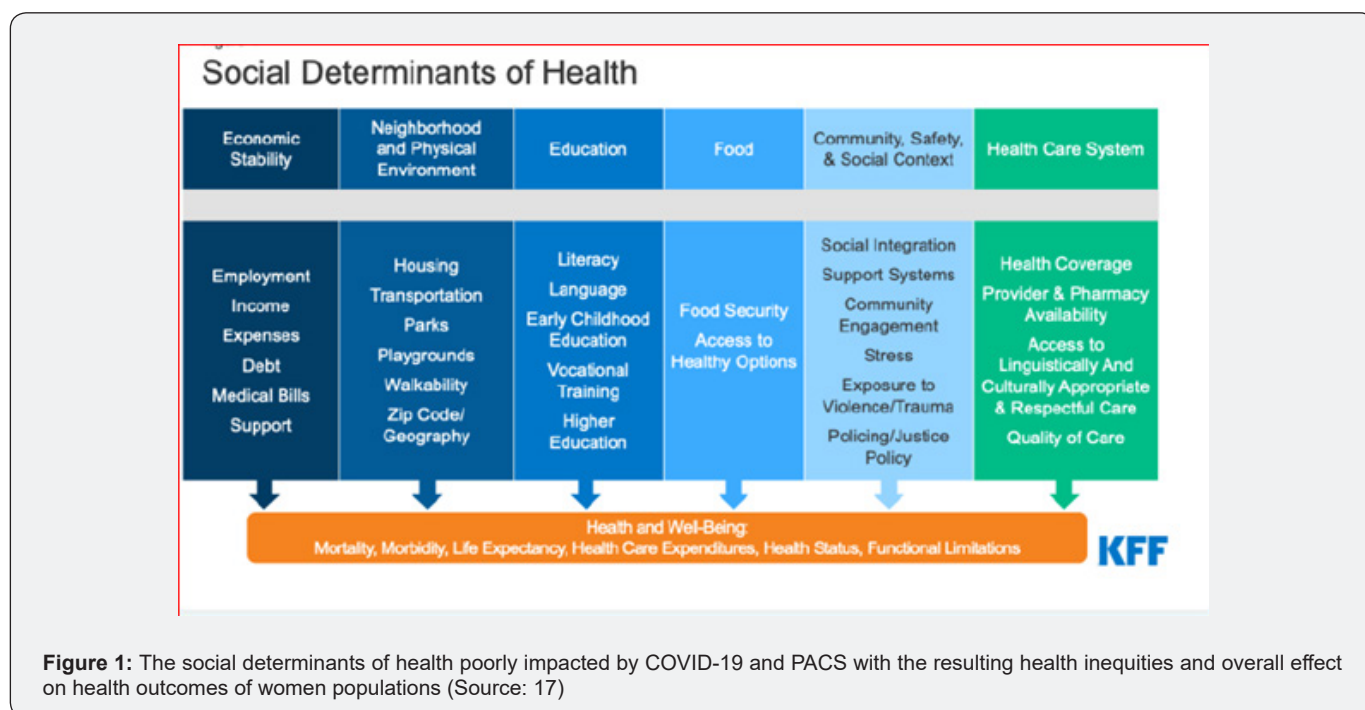 Social Determinants of Health
Economic
Stability
Neighborhood
and Physical
Environment
Education
Food
Community, Safety,
& Social Context
Health Care System
Employment
Income
Expenses
Debt
Medical Bills
Support
Housing
Transportation
Parks
Playgrounds
Walkability
Zip Code/
Geography
Literacy
Language
Early Childhood
Education
Vocational
Training
Higher
Education
Food Security
Access to
Healthy Options
Social Integration
Support Systems
Community
Engagement
Stress
Exposure to
Violence/Trauma
Policing/Justice
Policy
Health Coverage
Provider & Pharmacy
Availability
Access to
Linguistically And
Culturally Appropriate
& Respectful Care
Quality of Care
Health and Well-Being:
Mortality, Morbidity, Life Expectancy, Health Care Expenditures, Health Status, Functional Limitations
KFF
Figure 1: The social determinants of health poorly impacted by COVID-19 and PACS with the resulting health inequities and overall effect
on health outcomes of women populations (Source: 17)